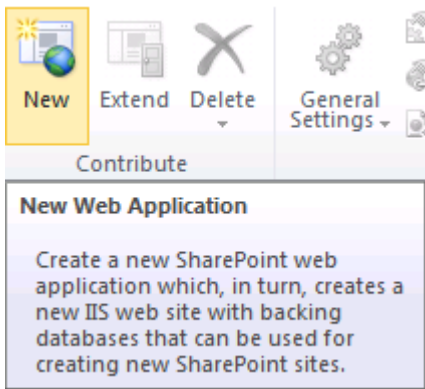 New Extend Delete General
Settings
Contribute
New Web Application
Create a new SharePoint web
application which, in turn, creates a
new IIS web site with backing
databases that can be used for
creating new SharePoint sites.